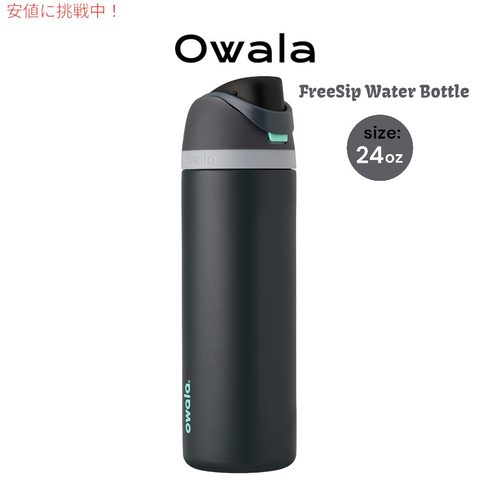 安値に挑戦中！
Owala
FreeSip Water Bottle
size:
24oz
owala
owala.